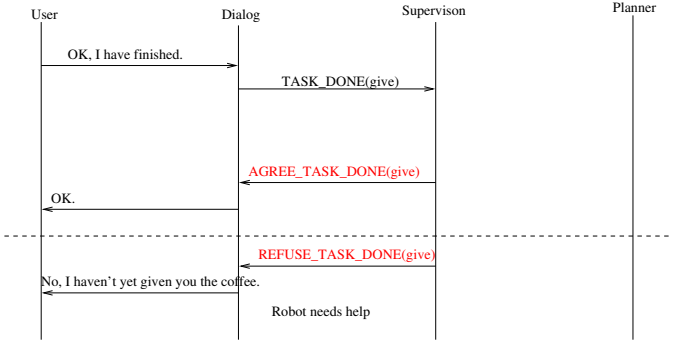 User
Dialog
Supervison
Planner
OK, I have finished.
TASK_DONE(give)
AGREE_TASK_DONE(give)
OK.
REFUSE_TASK_DONE(give)
No, I haven't yet given you the coffee.
Robot needs help